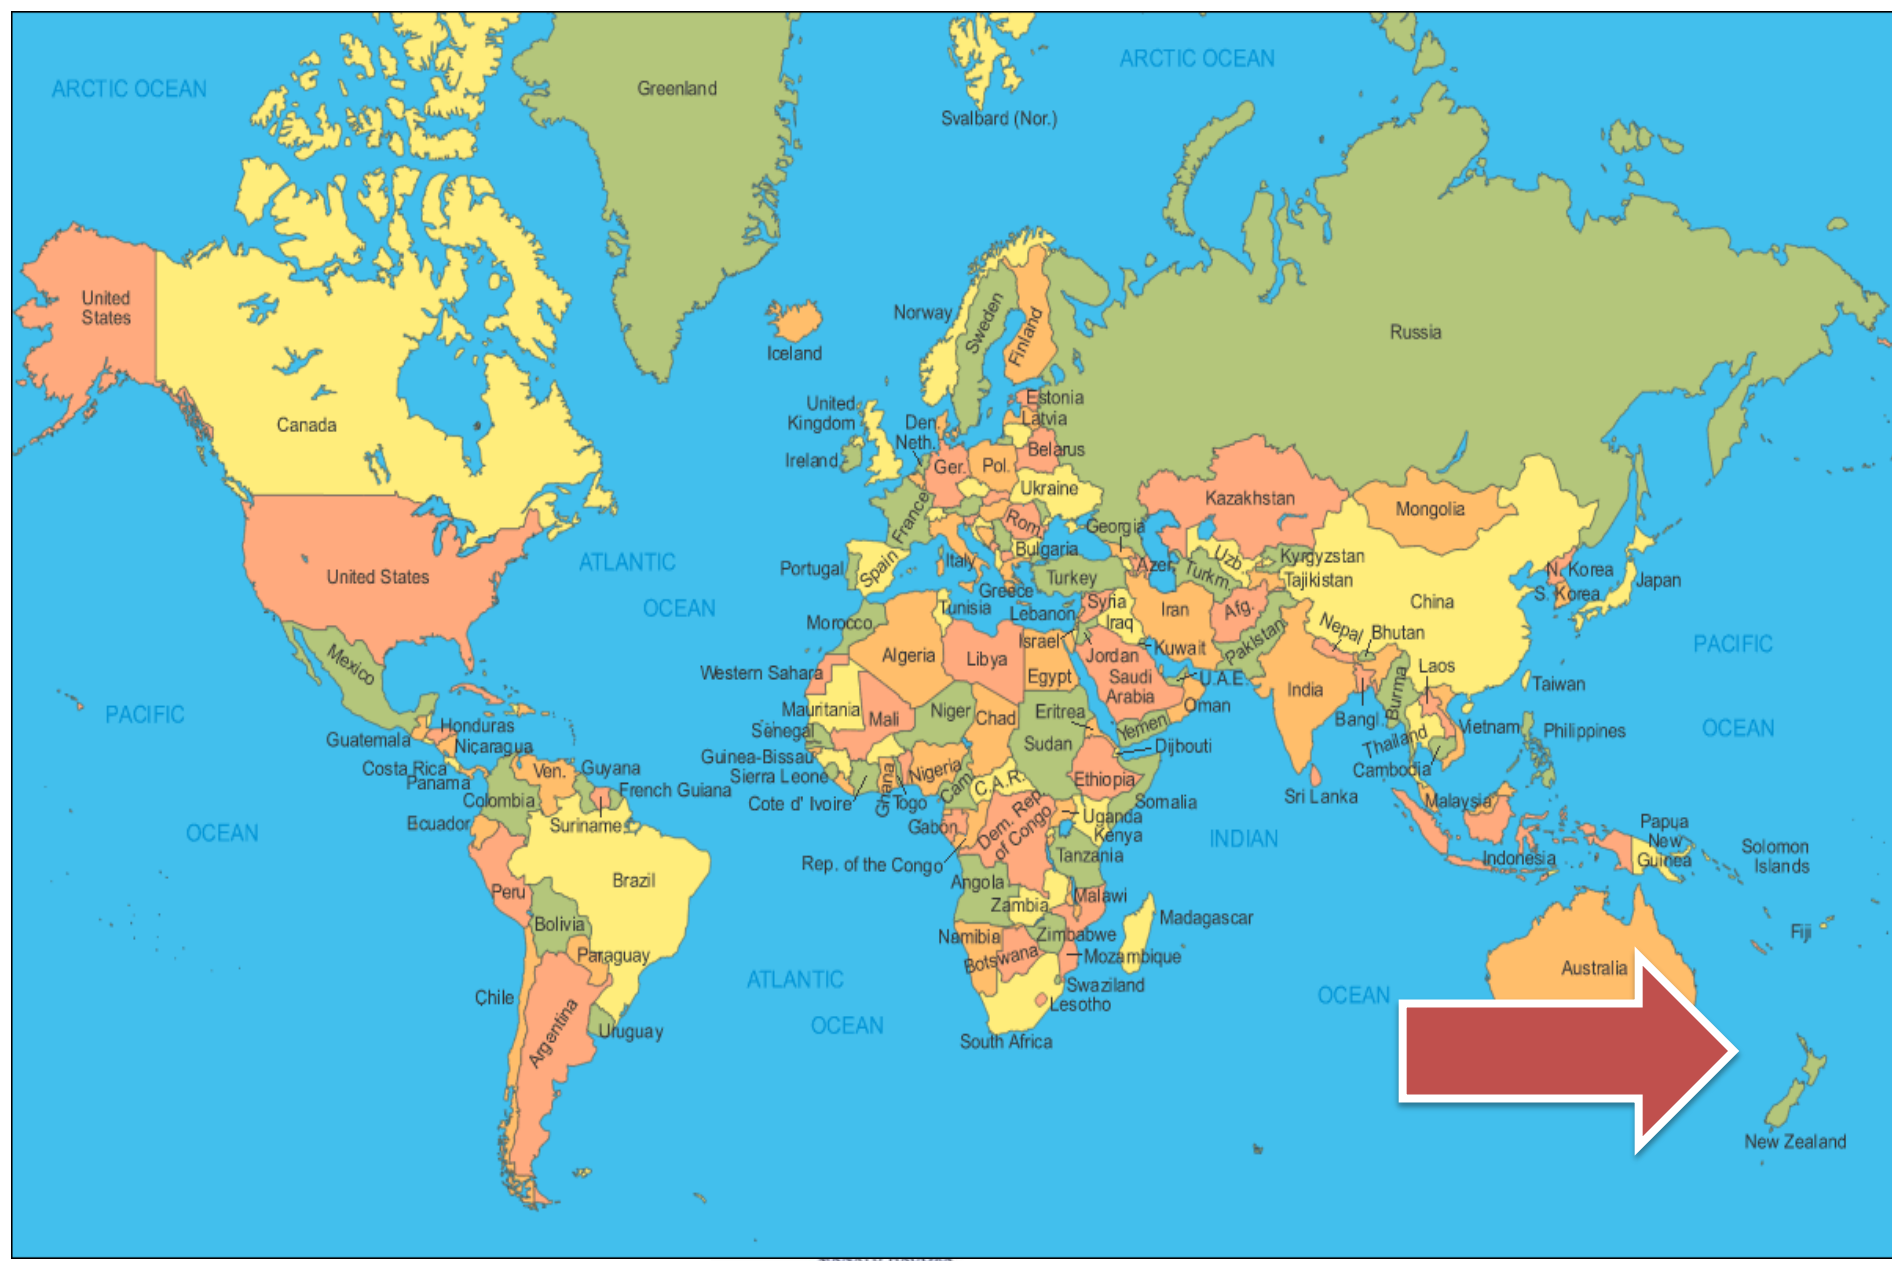 ARCTIC OCEAN
Greenland
Svalbard (Nor.)
ARCTIC OCEAN
United
States
Canada
Iceland
Norway
Sweden
Finland
Russia
United
Kingdom
Ireland
Den.
Neth.
Estonia
Latvia
Belarus
Ger.
Pol.
Ukraine
France
Rom.
Bulgaria
Italy
Spain
Portugal
Greece
Turkey
Georgia
Azer.
Kazakhstan
Uzb.
Turkm.
Kyrgyzstan
Tajikistan
Mongolia
China
N. Korea
S. Korea
Japan
United States
ATLANTIC
OCEAN
Mexico
Morocco
Tunisia
Lebanon
Syria
Iraq
Iran
Afg.
Pakistan
Nepal
Bhutan
Israel
Jordan
Kuwait
Algeria
Libya
Egypt
Western Sahara
Saudi
Arabia
U.A.E.
Oman
Yemen
India
Bangl.
Burma
Laos
Taiwan
PACIFIC
OCEAN
PACIFIC
OCEAN
Honduras
Guatemala
Nicaragua
Costa Rica
Panama
Ven.
Guyana
French Guiana
Suriname
Colombia
Ecuador
Mauritania
Mali
Niger
Chad
Sudan
Eritrea
Djibouti
Senegal
Guinea-Bissau
Sierra Leone
Cote d' Ivoire
Ghana
Togo
Nigeria
Cam.
C.A.R.
Ethiopia
Somalia
Uganda
Kenya
Gabon
Dem. Rep.
of Congo
Rep. of the Congo
Tanzania
INDIAN
OCEAN
Sri Lanka
Thailand
Vietnam
Cambodia
Philippines
Malaysia
Indonesia
Papua
New
Guinea
Solomon
Islands
Peru
Brazil
Bolivia
Paraguay
Chile
Argentina
Uruguay
ATLANTIC
OCEAN
Angola
Zambia
Malawi
Namibia
Botswana
Zimbabwe
Mozambique
Madagascar
Swaziland
Lesotho
South Africa
Australia
Fiji
New Zealand